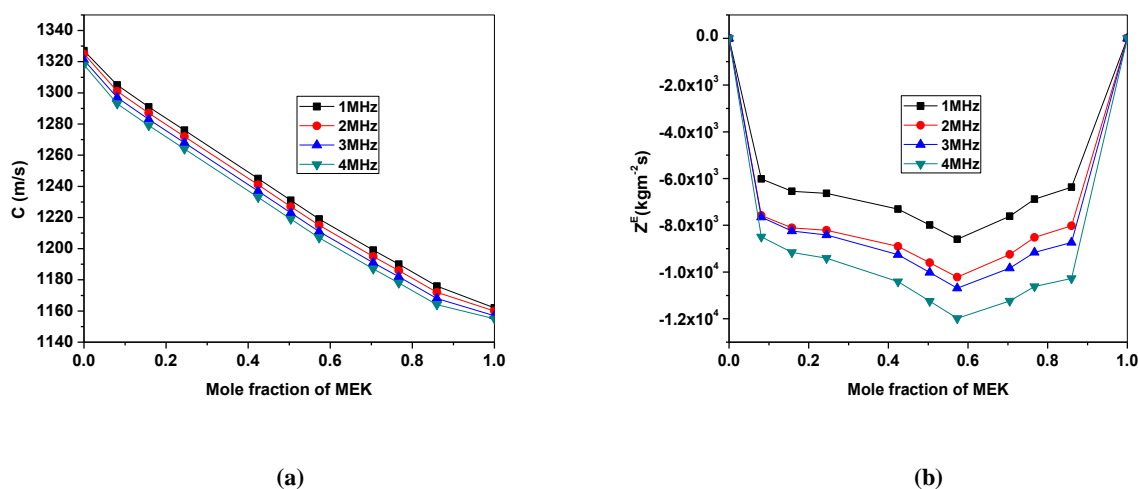 1340
1320
1300
1280
1260
1240
1220
1200
1180
1160
1140
C (m/s)
1MHz
2MHz
3MHz
4MHz
0.0 0.2 0.4 0.6 0.8 1.0
Mole fraction of MEK
(a)
0.0
-2.0x10³
-4.0x10³
-6.0x10³
-8.0x10³
-1.0x10⁴
-1.2x10⁴
Zᴱ(kgm⁻²s)
1MHz
2MHz
3MHz
4MHz
0.0 0.2 0.4 0.6 0.8 1.0
Mole fraction of MEK
(b)